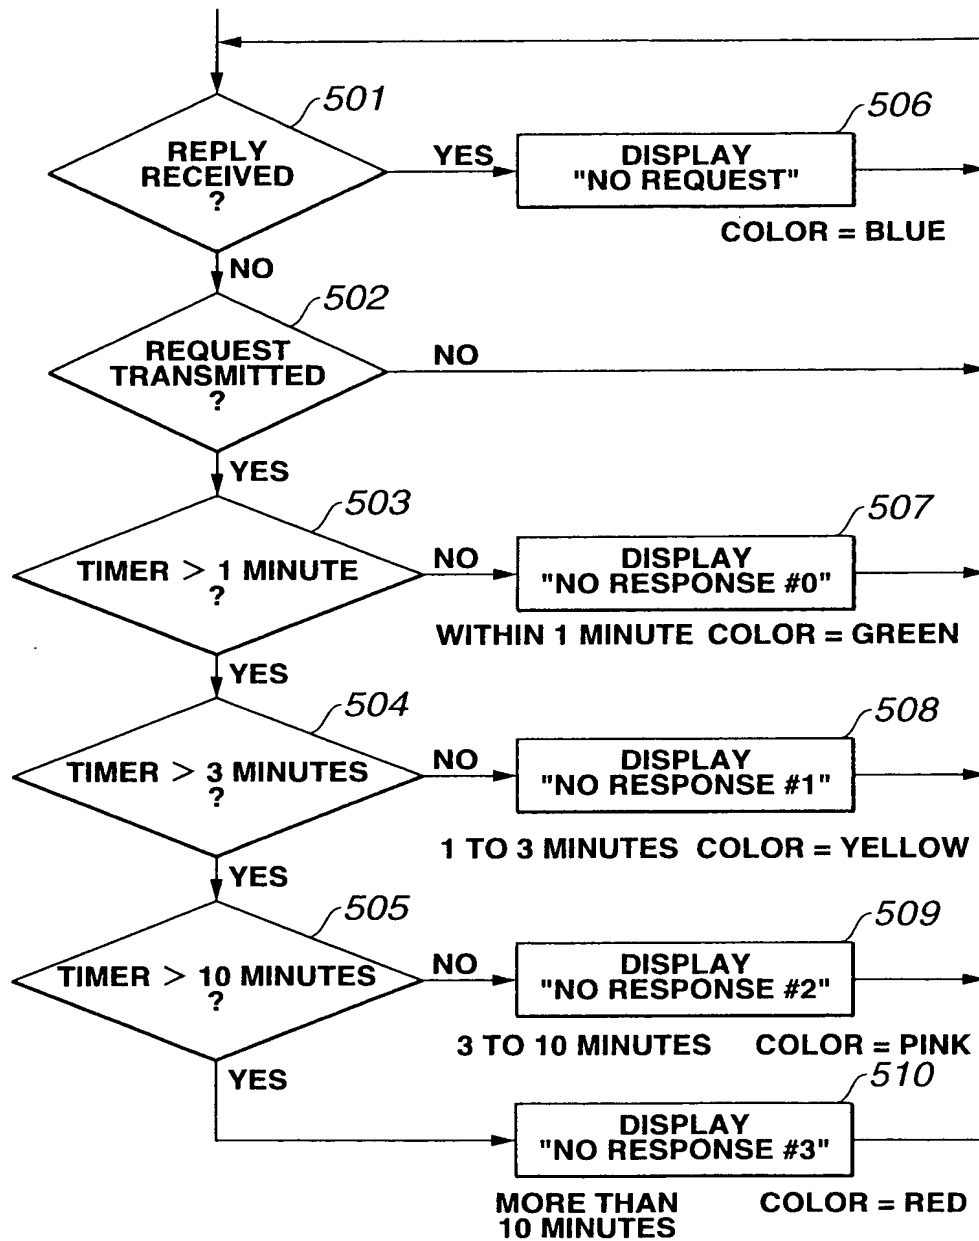 501
REPLY
RECEIVED
?
YES
506
DISPLAY
"NO REQUEST"
COLOR = BLUE
NO
502
REQUEST
TRANSMITTED
?
NO
YES
503
TIMER > 1 MINUTE
?
NO
507
DISPLAY
"NO RESPONSE #0"
WITHIN 1 MINUTE COLOR = GREEN
YES
504
TIMER > 3 MINUTES
?
NO
508
DISPLAY
"NO RESPONSE #1"
1 TO 3 MINUTES COLOR = YELLOW
YES
505
TIMER > 10 MINUTES
?
NO
509
DISPLAY
"NO RESPONSE #2"
3 TO 10 MINUTES COLOR = PINK
YES
510
DISPLAY
"NO RESPONSE #3"
MORE THAN
10 MINUTES
COLOR = RED